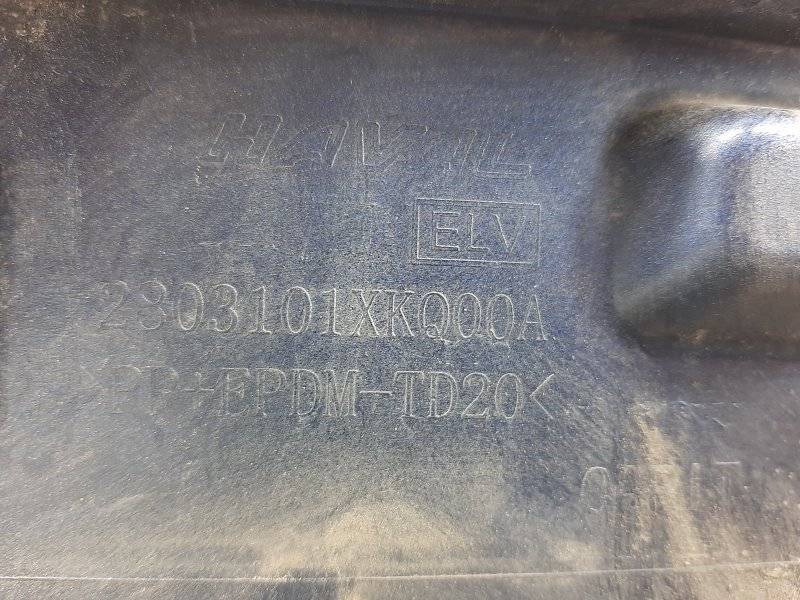 HAVAL
ELV
2803101XKQ00A
>PP+EPDM-TD20<